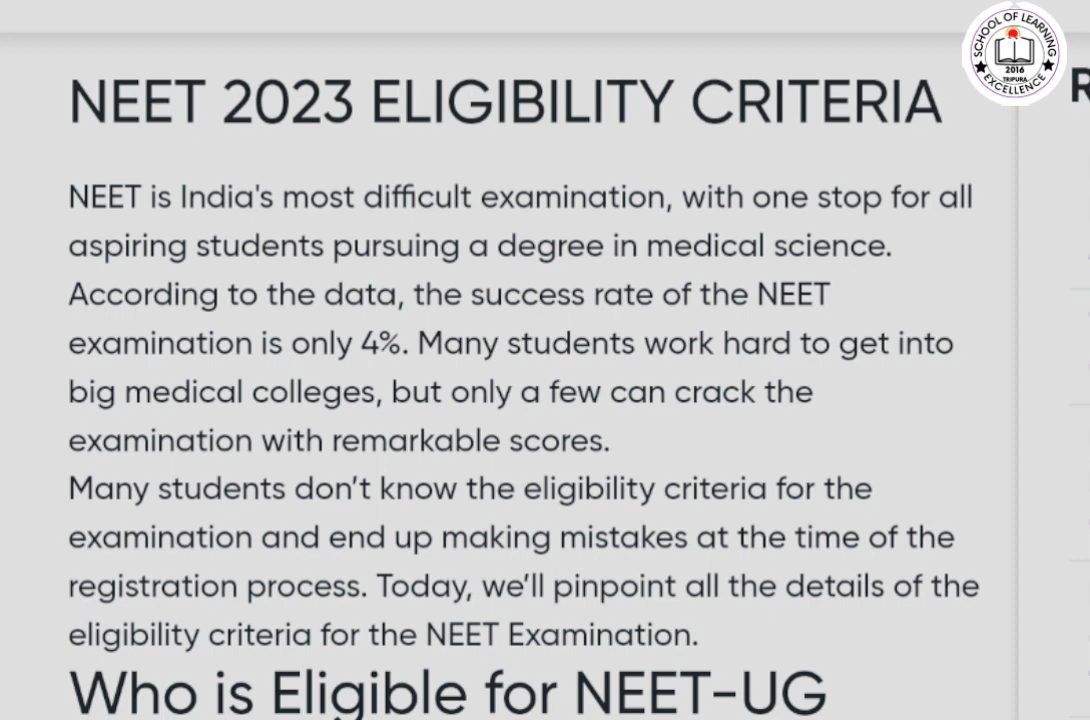 SCHOOL OF LEARNING
2016
TRIPURA
EXCELLENCE
NEET 2023 ELIGIBILITY CRITERIA
NEET is India's most difficult examination, with one stop for all
aspiring students pursuing a degree in medical science.
According to the data, the success rate of the NEET
examination is only 4%. Many students work hard to get into
big medical colleges, but only a few can crack the
examination with remarkable scores.
Many students don’t know the eligibility criteria for the
examination and end up making mistakes at the time of the
registration process. Today, we’ll pinpoint all the details of the
eligibility criteria for the NEET Examination.
Who is Eligible for NEET-UG